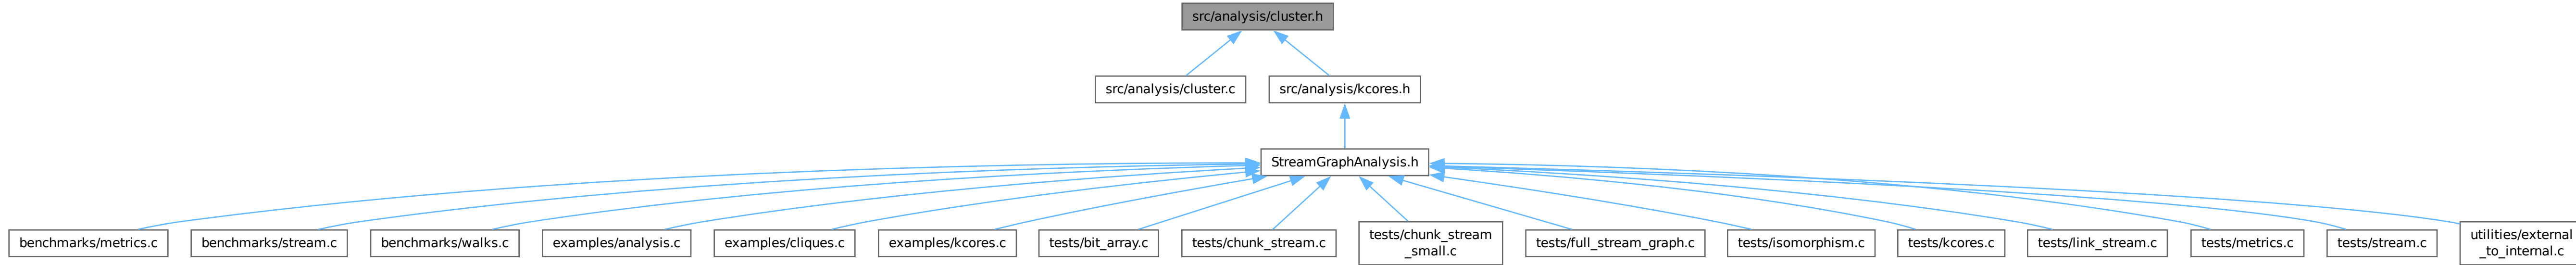 src/analysis/cluster.h
src/analysis/cluster.c
src/analysis/kcores.h
StreamGraphAnalysis.h
benchmarks/metrics.c
benchmarks/stream.c
benchmarks/walks.c
examples/analysis.c
examples/cliques.c
examples/kcores.c
tests/bit_array.c
tests/chunk_stream.c
tests/chunk_stream
_small.c
tests/full_stream_graph.c
tests/isomorphism.c
tests/kcores.c
tests/link_stream.c
tests/metrics.c
tests/stream.c
utilities/external
_to_internal.c